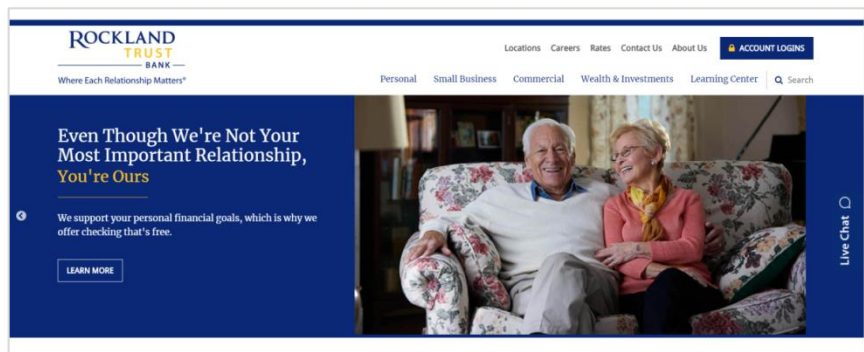 ROCKLAND
TRUST
BANK
Where Each Relationship Matters®
Locations Careers Rates Contact Us About Us ACCOUNT LOGINS
Personal Small Business Commercial Wealth & Investments Learning Center Search
Even Though We're Not Your
Most Important Relationship,
You're Ours
We support your personal financial goals, which is why we
offer checking that's free.
LEARN MORE
Live Chat